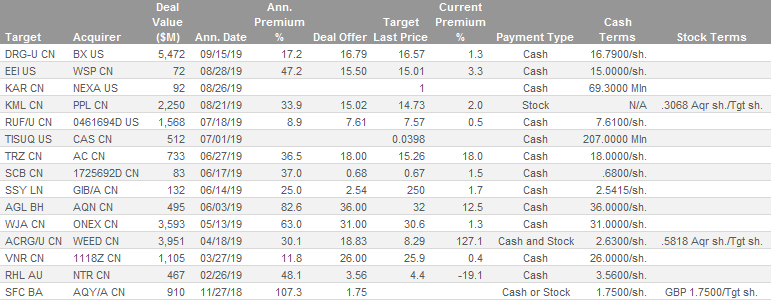 Deal Ann. Target Current
Value Premium Last Price Premium Cash
Target Acquirer ($M) Ann. Date % Deal Offer % Payment Type Terms Stock Terms
DRG-U CN BX US 5,472 09/15/19 17.2 16.79 16.57 1.3 Cash 16.7900/sh.
EEI US WSP CN 72 08/28/19 47.2 15.50 15.01 3.3 Cash 15.0000/sh.
KAR CN NEXA US 92 08/26/19 1 Cash 69.3000 Mln
KML CN PPL CN 2,250 08/21/19 33.9 15.02 14.73 2.0 Stock N/A .3068 Aqr sh./Tgt sh.
RUF/U CN 0461694D US 1,568 07/18/19 8.9 7.61 7.57 0.5 Cash 7.6100/sh.
TISUQ US CAS CN 512 07/01/19 0.0398 Cash 207.0000 Mln
TRZ CN AC CN 733 06/27/19 36.5 18.00 15.26 18.0 Cash 18.0000/sh.
SCB CN 1725692D CN 83 06/17/19 37.0 0.68 0.67 1.5 Cash .6800/sh.
SSY LN GIB/A CN 132 06/14/19 25.0 2.54 250 1.7 Cash 2.5415/sh.
AGL BH AQN CN 495 06/03/19 82.6 36.00 32 12.5 Cash 36.0000/sh.
WJA CN ONEX CN 3,593 05/13/19 63.0 31.00 30.6 1.3 Cash 31.0000/sh.
ACRG/U CN WEED CN 3,951 04/18/19 30.1 18.83 8.29 127.1 Cash and Stock 2.6300/sh. .5818 Aqr sh./Tgt sh.
VNR CN 1118Z CN 1,105 03/27/19 11.8 26.00 25.9 0.4 Cash 26.0000/sh.
RHL AU NTR CN 467 02/26/19 48.1 3.56 4.4 -19.1 Cash 3.5600/sh.
SFC BA AQY/A CN 910 11/27/18 107.3 1.75 Cash or Stock 1.7500/sh. GBP 1.7500/Tgt sh.